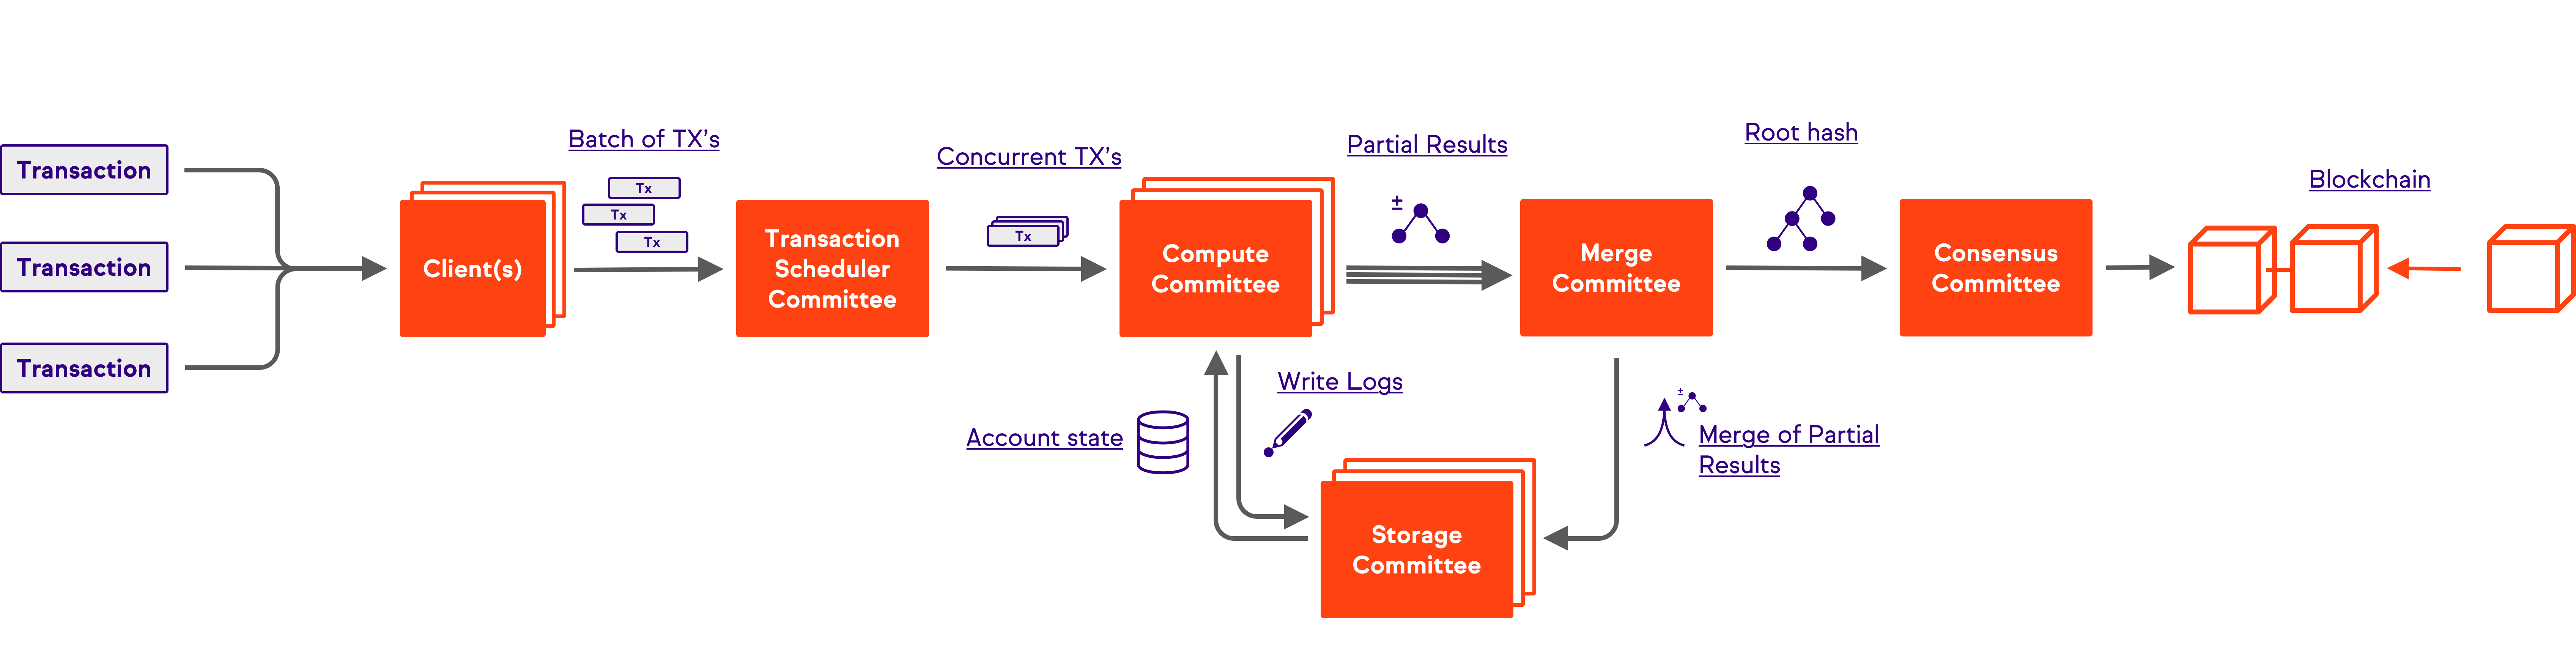 Transaction
Transaction
Transaction
Client(s)
Batch of TX's
Tx
Tx
Tx
Transaction
Scheduler
Committee
Concurrent TX's
Tx
Compute
Committee
Partial Results
±
Merge
Committee
Root hash
Consensus
Committee
Blockchain
Account state
Write Logs
Storage
Committee
±
Merge of Partial
Results